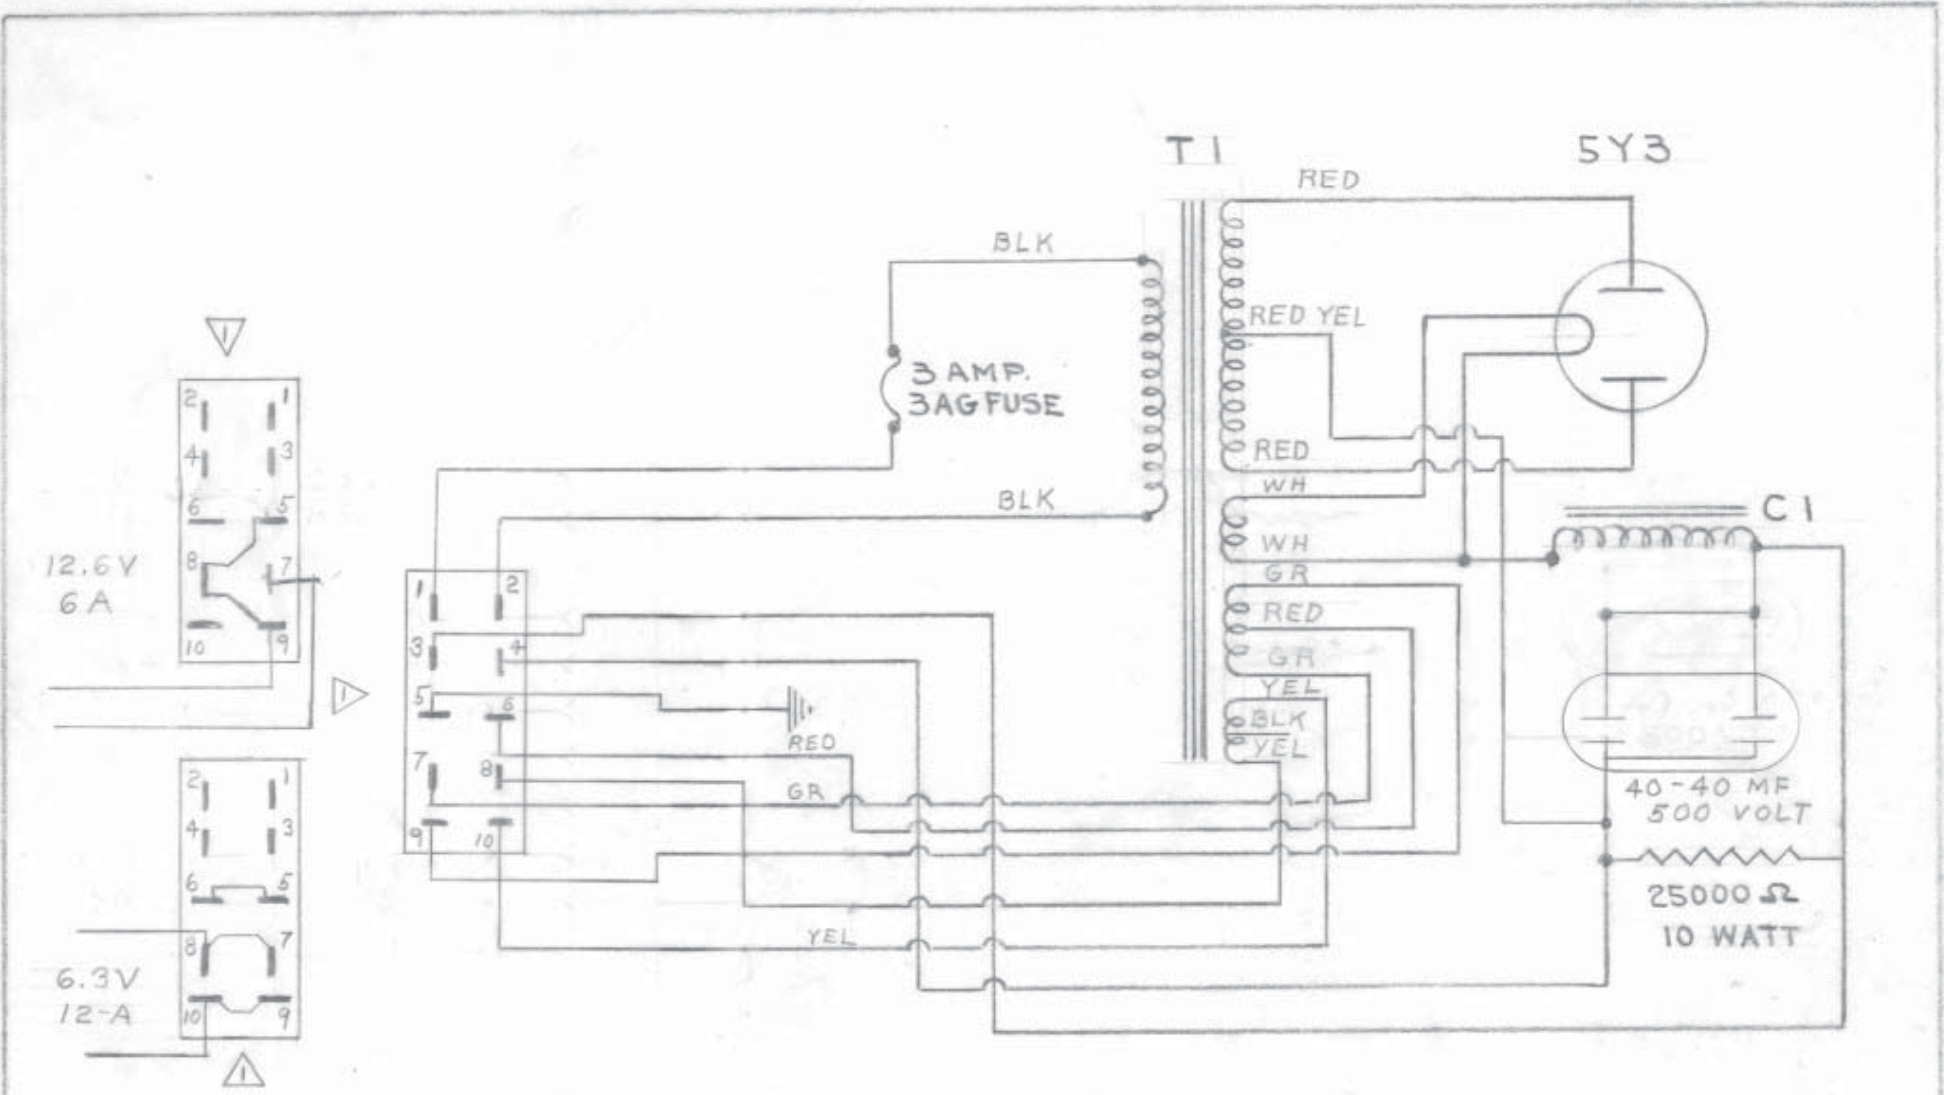 T1
5Y3
RED
BLK
RED YEL
3 AMP.
3AG FUSE
RED
WH
BLK
C1
WH
GR
RED
GR
YEL
BLK
YEL
1
2 1
4 3
6 5
8 7
10 9
12.6V
6A
1
1 2
3 4
5 6
7 8
9 10
RED
GR
YEL
40-40 MF
500 VOLT
25000 Ω
10 WATT
2 1
4 3
6 5
8 7
10 9
6.3V
12-A
1